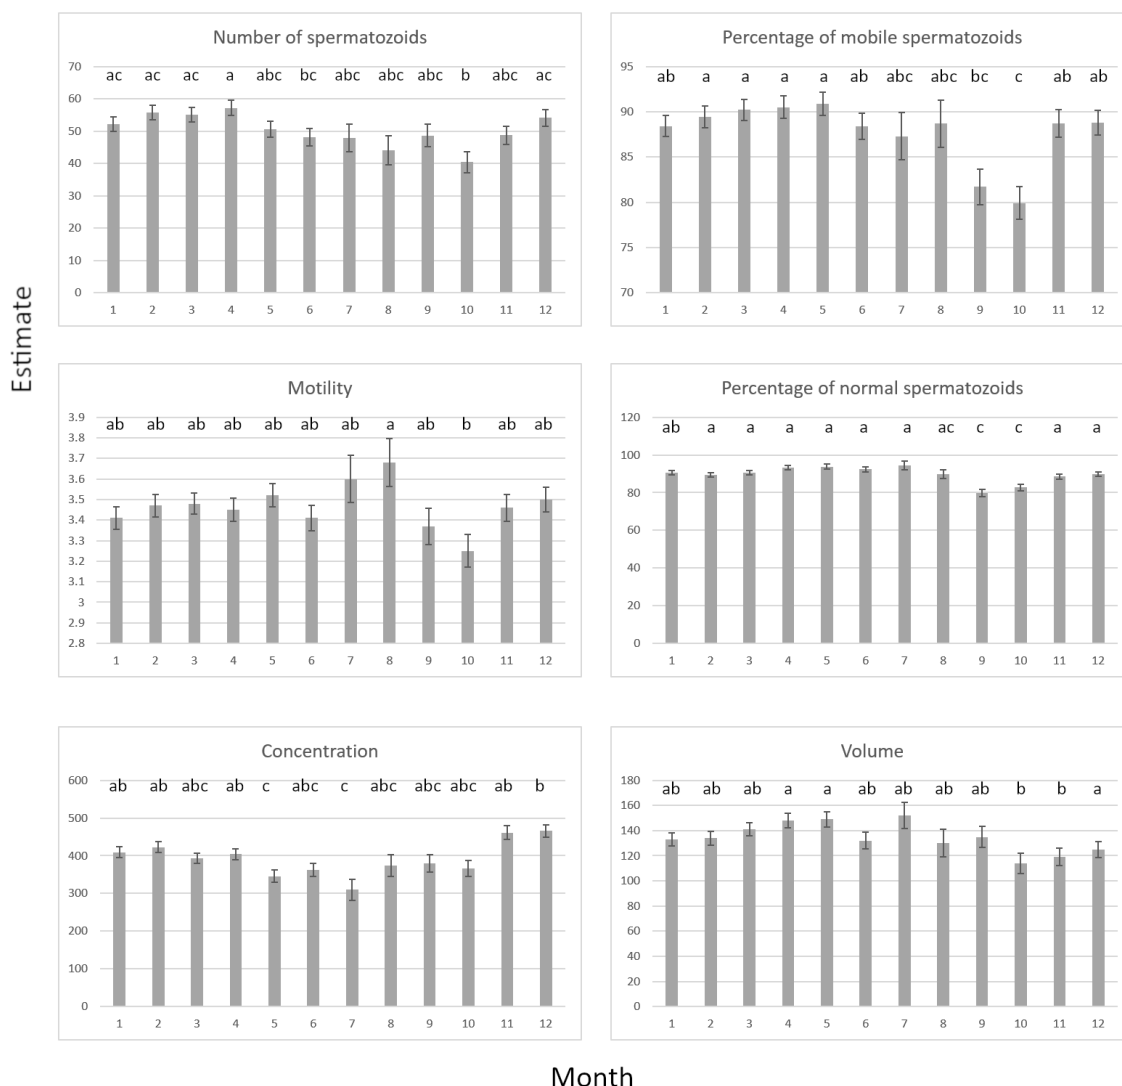 Number of spermatozoids
70 ac ac ac a abc bc abc abc abc b abc ac
60
50
40
30
20
10
0
1 2 3 4 5 6 7 8 9 10 11 12
Percentage of mobile spermatozoids
95 ab a a a a ab abc abc bc c ab ab
90
85
80
75
70
1 2 3 4 5 6 7 8 9 10 11 12
Estimate
Motility
3.9 ab ab ab ab ab ab ab a ab b ab ab
3.8
3.7
3.6
3.5
3.4
3.3
3.2
3.1
3
2.9
2.8
1 2 3 4 5 6 7 8 9 10 11 12
Percentage of normal spermatozoids
120 ab a a a a a a ac c c a a
100
80
60
40
20
0
1 2 3 4 5 6 7 8 9 10 11 12
Concentration
600 ab ab abc ab c abc c abc abc abc ab b
500
400
300
200
100
0
1 2 3 4 5 6 7 8 9 10 11 12
Volume
180 ab ab ab a a ab ab ab ab b b a
160
140
120
100
80
60
40
20
0
1 2 3 4 5 6 7 8 9 10 11 12
Month